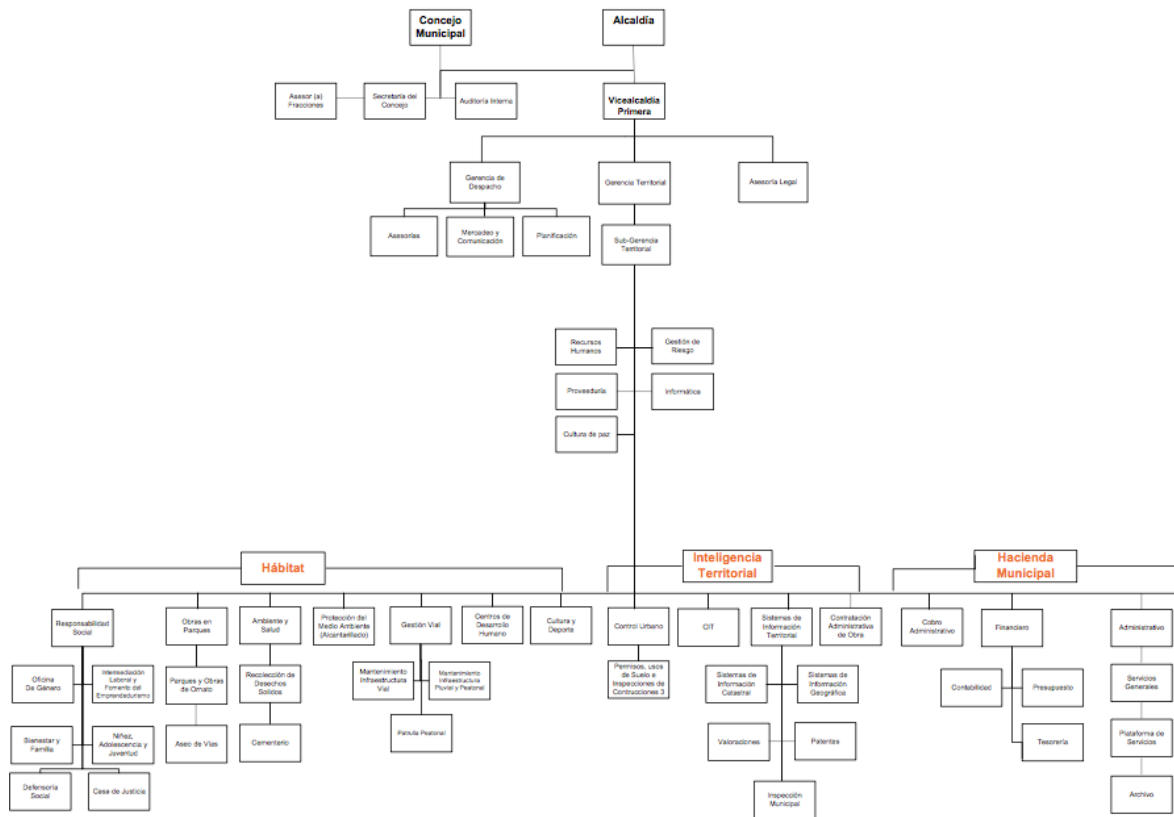 Concejo
Municipal
Alcaldía
Asesor (a)
Fracciones
Secretaría del
Concejo
Auditoría Interna
Vicealcaldía
Primera
Gerencia de
Despacho
Gerencia Territorial
Asesoría Legal
Asesorías
Mercadeo y
Comunicación
Planificación
Sub-Gerencia
Territorial
Recursos
Humanos
Gestión de
Riesgo
Proveeduría
Informática
Cultura de paz
Hábitat
Inteligencia
Territorial
Hacienda
Municipal
Responsabilidad
Social
Obras en
Parques
Ambiente y
Salud
Protección del
Medio Ambiente
(Alcantarillado)
Gestión Vial
Centros de
Desarrollo
Humano
Cultura y
Deporte
Control Urbano
CIT
Sistemas de
Información
Territorial
Contratación
Administrativa
de Obra
Cobro
Administrativo
Financiero
Administrativo
Oficina
De Género
Intermediación
Laboral y
Fomento del
Emprendedurismo
Parques y Obras
de Ornato
Recolección de
Desechos
Solidos
Mantenimiento
Infraestructura
Vial
Mantenimiento
Infraestructura
Pluvial y Peatonal
Permisos, usos
de Suelo e
Inspecciones de
Contrucciones 3
Sistemas de
Información
Catastral
Sistemas de
Información
Geográfica
Contabilidad
Presupuesto
Servicios
Generales
Bienestar y
Familia
Niñez,
Adolescencia y
Juventud
Aseo de Vías
Cementerio
Patrulla Peatonal
Valoraciones
Patentes
Tesorería
Plataforma de
Servicios
Defensoría
Social
Casa de Justicia
Inspección
Municipal
Archivo